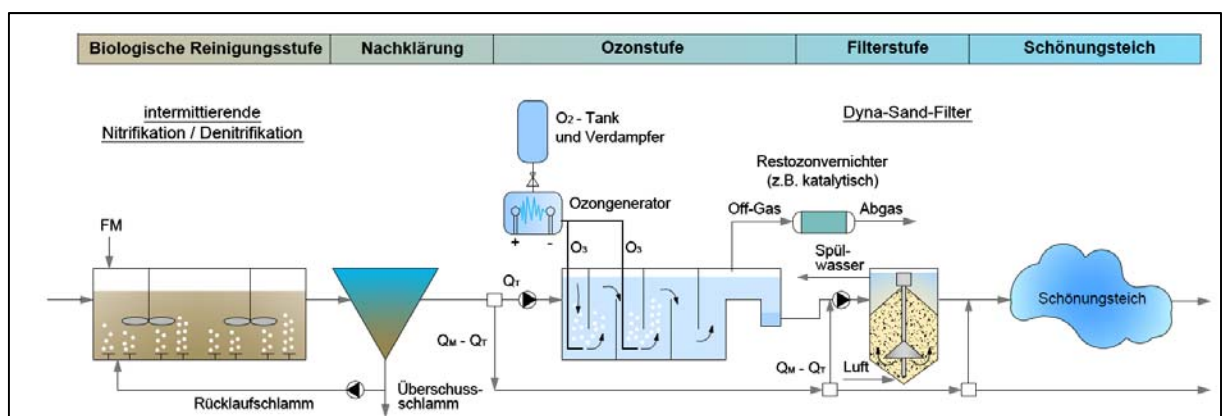 Biologische Reinigungsstufe
Nachklärung
Ozonstufe
Filterstufe
Schönungsteich
intermittierende
Nitrifikation / Denitrifikation
O₂ - Tank
und Verdampfer
Dyna-Sand-Filter
Restozonvernichter
(z.B. katalytisch)
Ozongenerator
Off-Gas
Abgas
FM
+
-
O₃
O₃
Spül-
wasser
QT
Schönungsteich
QM - QT
QM - QT
Luft
Rücklaufschlamm
Überschuss-
schlamm